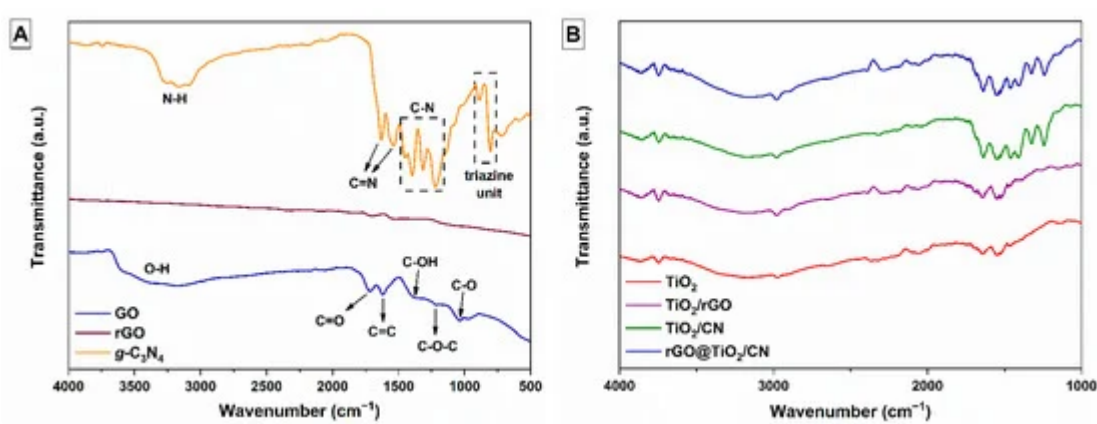 A
N-H
C-N
C=N
triazine
unit
O-H
C-OH
C-O
C=O
C=C
C-O-C
GO
rGO
g-C₃N₄
4000 3500 3000 2500 2000 1500 1000 500
Wavenumber (cm⁻¹)
Transmittance (a.u.)
B
TiO₂
TiO₂/rGO
TiO₂/CN
rGO@TiO₂/CN
4000 3000 2000 1000
Wavenumber (cm⁻¹)
Transmittance (a.u.)